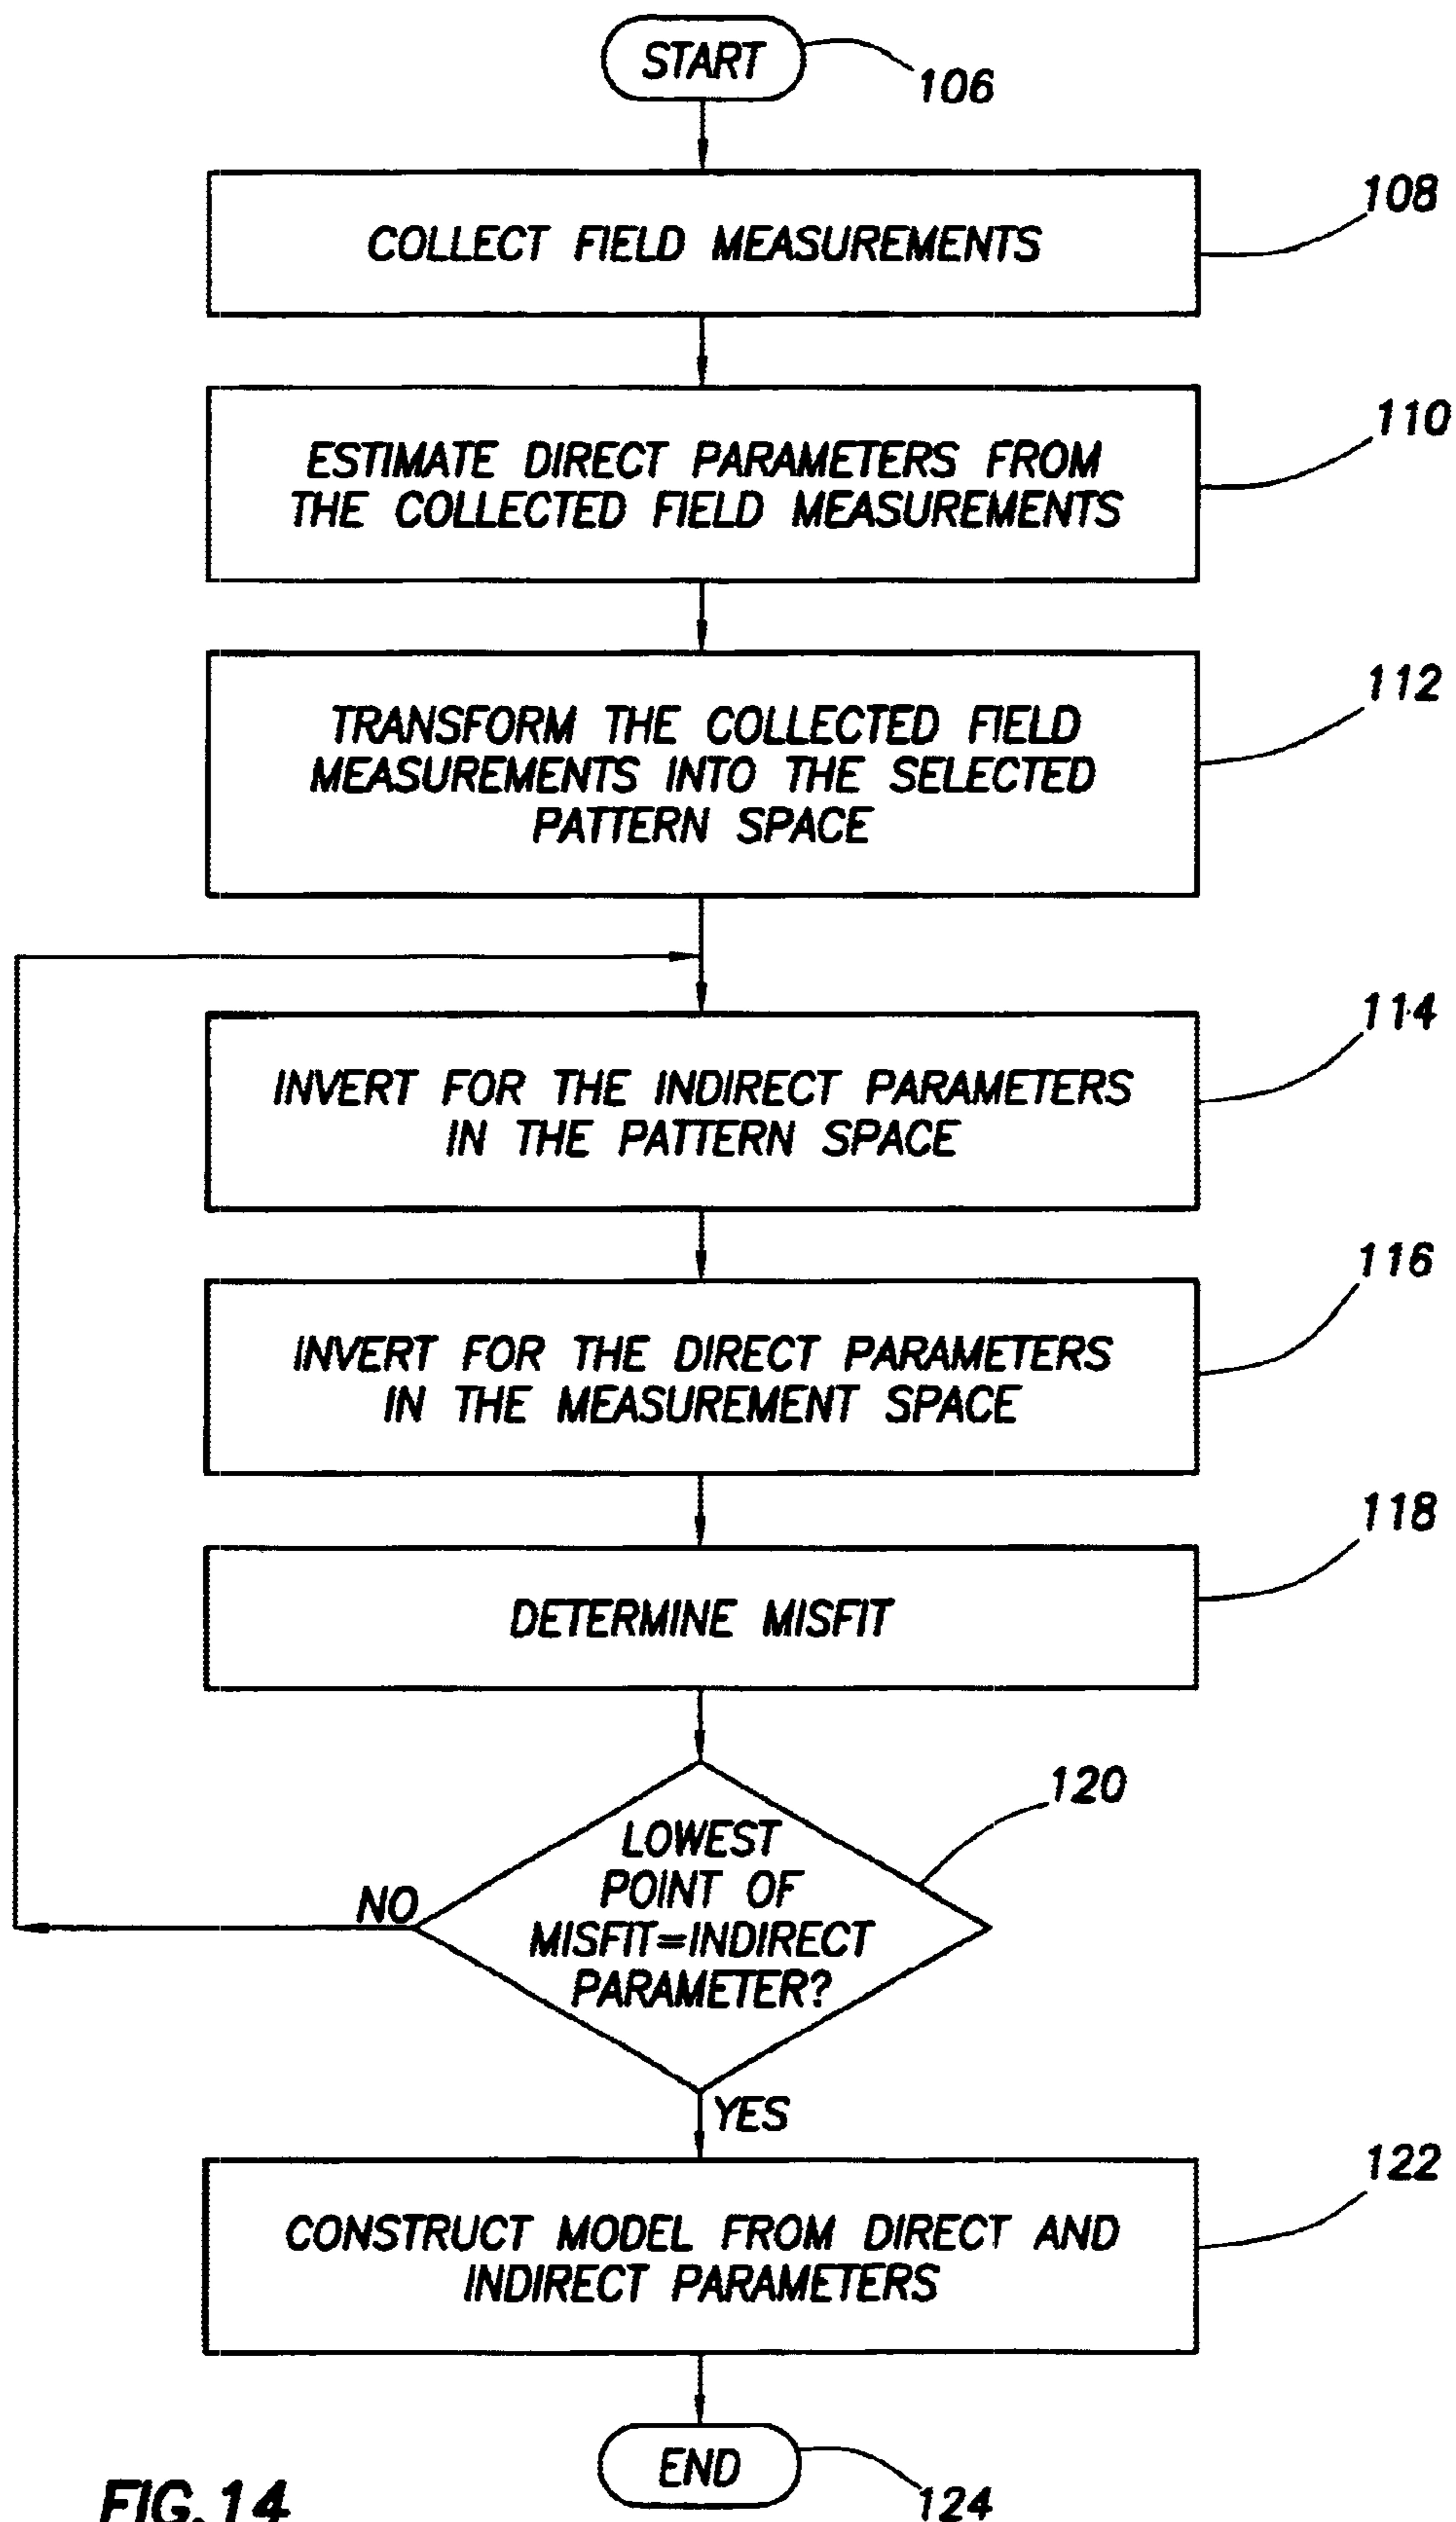 START
106
COLLECT FIELD MEASUREMENTS
108
ESTIMATE DIRECT PARAMETERS FROM
THE COLLECTED FIELD MEASUREMENTS
110
TRANSFORM THE COLLECTED FIELD
MEASUREMENTS INTO THE SELECTED
PATTERN SPACE
112
INVERT FOR THE INDIRECT PARAMETERS
IN THE PATTERN SPACE
114
INVERT FOR THE DIRECT PARAMETERS
IN THE MEASUREMENT SPACE
116
DETERMINE MISFIT
118
LOWEST
POINT OF
MISFIT=INDIRECT
PARAMETER?
120
NO
YES
CONSTRUCT MODEL FROM DIRECT AND
INDIRECT PARAMETERS
122
END
124
FIG. 14